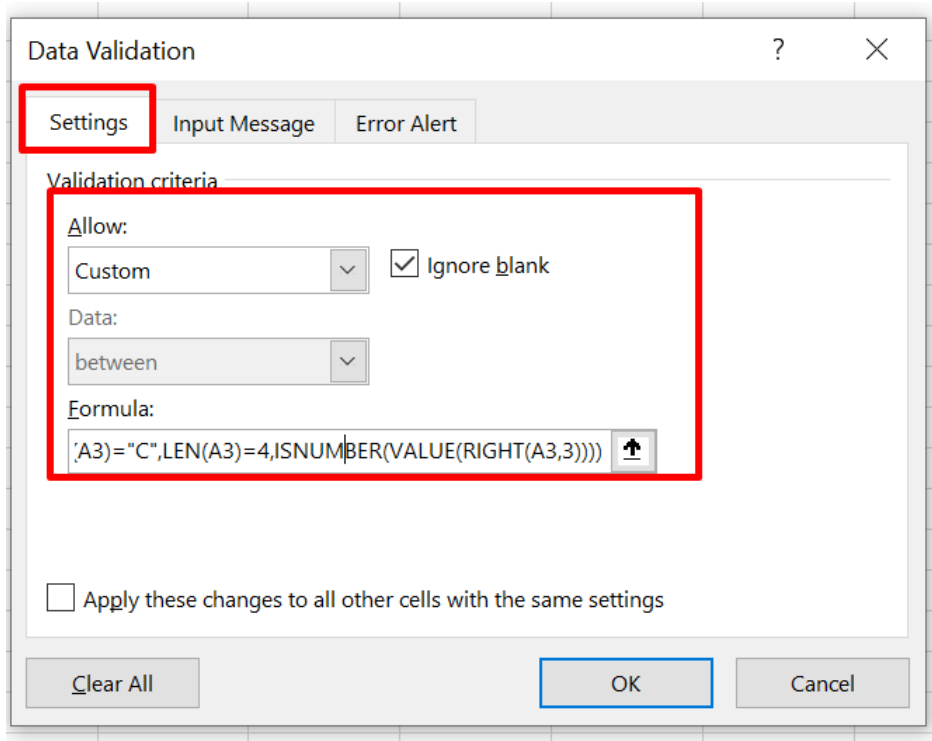 Data Validation ?
Settings Input Message Error Alert
Validation criteria
Allow:
Custom Ignore blank
Data:
between
Formula:
(A3)="C",LEN(A3)=4,ISNUMBER(VALUE(RIGHT(A3,3))))
Apply these changes to all other cells with the same settings
Clear All OK Cancel